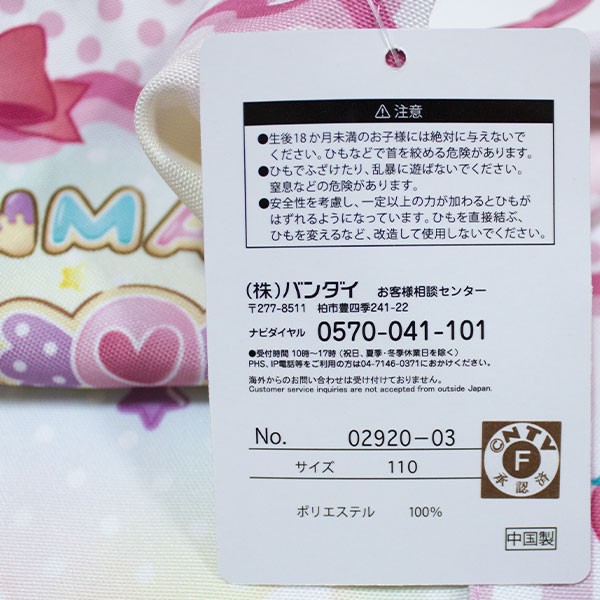 ⚠注意
●生後18か月未満のお子様には絶対に与えないで
ください。ひもなどで首を絞める危険があります。
●ひもでふざけたり、乱暴に遊ばないでください。
窒息などの危険があります。
●安全性を考慮し、一定以上の力が加わるとひもが
はずれるようになっています。ひもを直接結ぶ、
ひもを変えるなど、改造して使用しないでください。
(株)バンダイ お客様相談センター
〒277-8511 柏市豊四季241-22
ナビダイヤル 0570-041-101
●受付時間 10時~17時 (祝日、夏季・冬季休業日を除く)
PHS、IP電話等をご利用の方は04-7146-0371におかけください。
海外からのお問い合わせは受け付けておりません。
Customer service inquiries are not accepted from outside Japan.
No. 02920-03
サイズ 110
©NTV
F
承認済
ポリエステル 100%
中国製
UMA